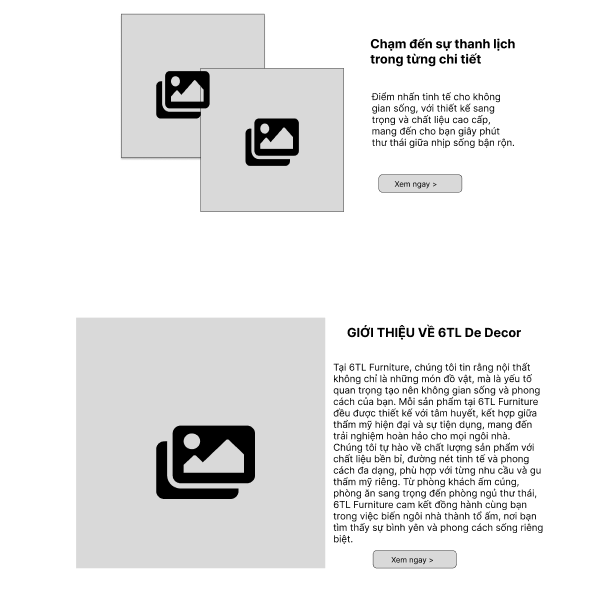 Chạm đến sự thanh lịch
trong từng chi tiết
Điểm nhấn tinh tế cho không
gian sống, với thiết kế sang
trọng và chất liệu cao cấp,
mang đến cho bạn giây phút
thư thái giữa nhịp sống bận rộn.
Xem ngay >
GIỚI THIỆU VỀ 6TL De Decor
Tại 6TL Furniture, chúng tôi tin rằng nội thất
không chỉ là những món đồ vật, mà là yếu tố
quan trọng tạo nên không gian sống và phong
cách của bạn. Mỗi sản phẩm tại 6TL Furniture
đều được thiết kế với tâm huyết, kết hợp giữa
thẩm mỹ hiện đại và sự tiện dụng, mang đến
trải nghiệm hoàn hảo cho mọi ngôi nhà.
Chúng tôi tự hào về chất lượng sản phẩm với
chất liệu bền bỉ, đường nét tinh tế và phong
cách đa dạng, phù hợp với từng nhu cầu và gu
thẩm mỹ riêng. Từ phòng khách ấm cúng,
phòng ăn sang trọng đến phòng ngủ thư thái,
6TL Furniture cam kết đồng hành cùng bạn
trong việc biến ngôi nhà thành tổ ấm, nơi bạn
tìm thấy sự bình yên và phong cách sống riêng
biệt.
Xem ngay >